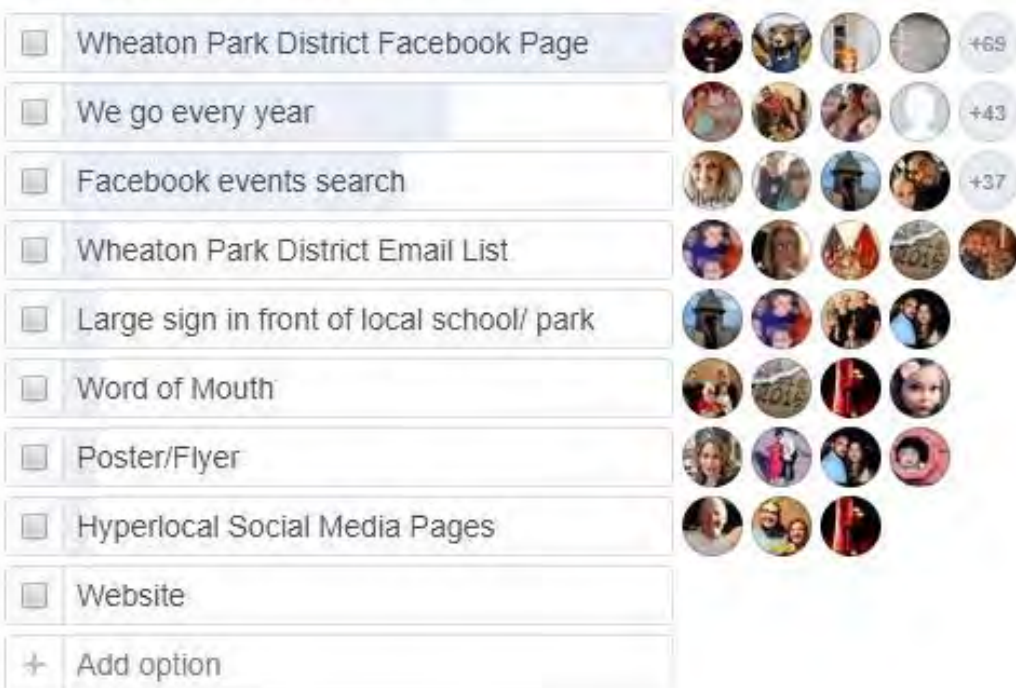 Wheaton Park District Facebook Page
+69
We go every year
+43
Facebook events search
+37
Wheaton Park District Email List
2015
Large sign in front of local school/ park
Word of Mouth
2015
Poster/Flyer
Hyperlocal Social Media Pages
Website
+ Add option